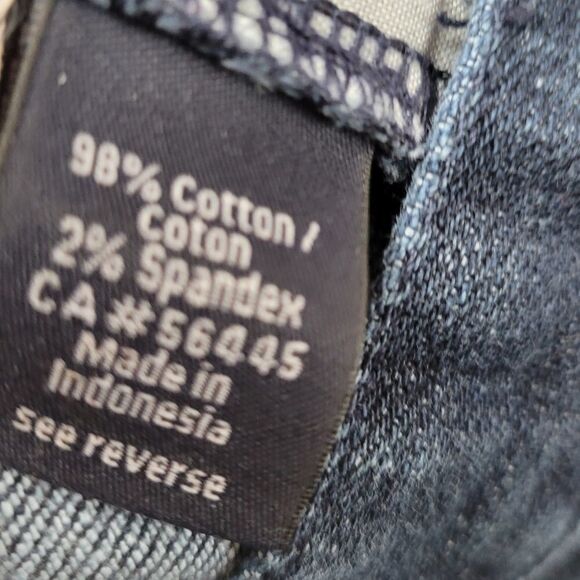 98% Cotton /
Coton
2% Spandex
CA # 56445
Made in
Indonesia
see reverse